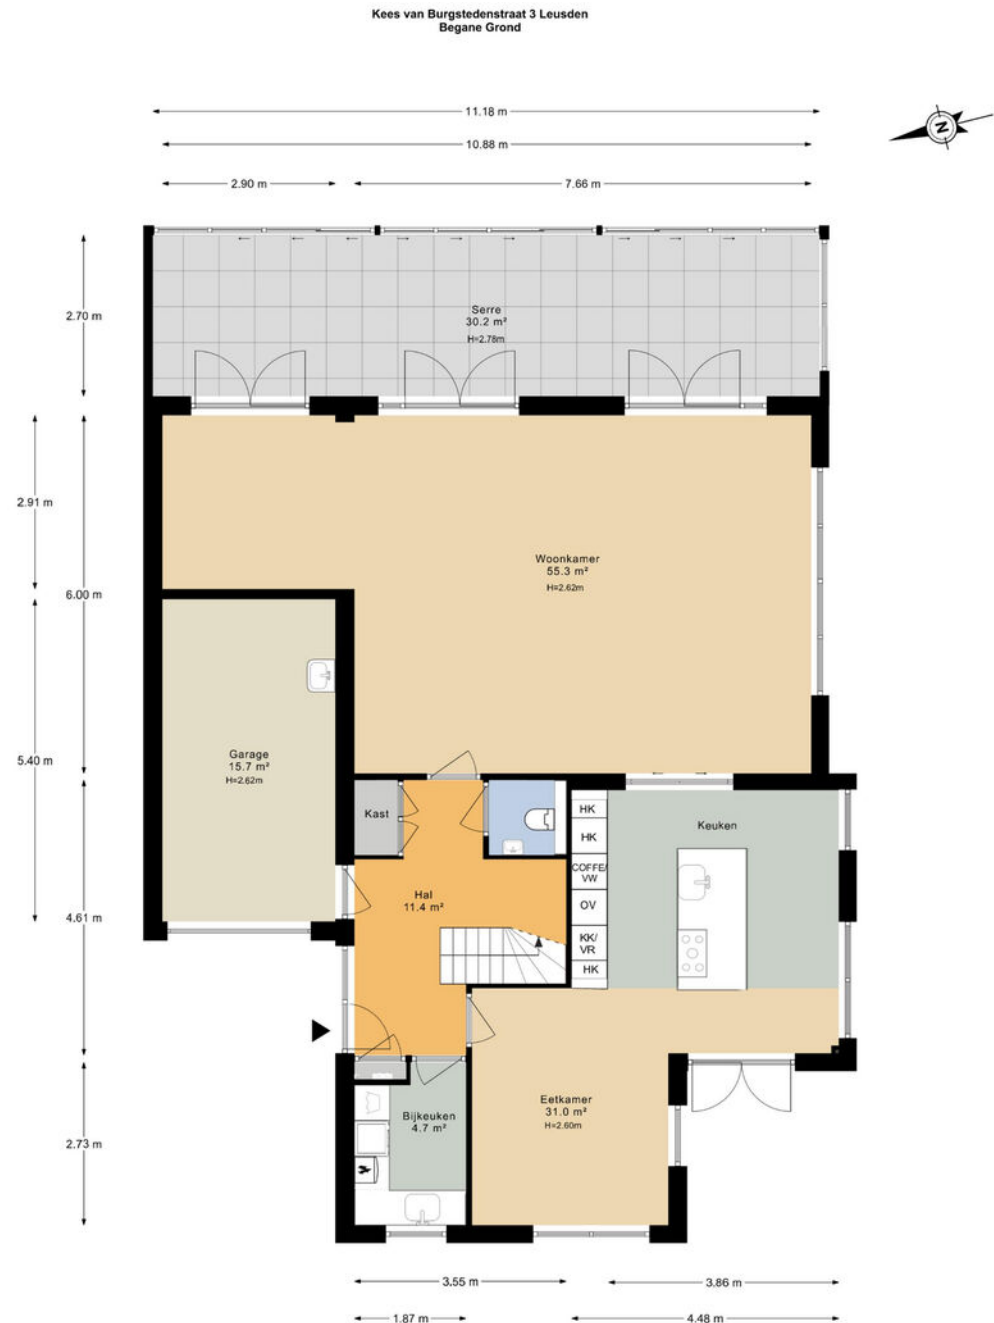 Kees van Burgstedenstraat 3 Leusden
Begane Grond
11.18 m
10.88 m
2.90 m
7.66 m
N
2.70 m
Serre
30.2 m²
H=2.78m
2.91 m
6.00 m
Woonkamer
55.3 m²
H=2.62m
5.40 m
Garage
15.7 m²
H=2.62m
Kast
Keuken
HK
HK
COFFE/
VW
OV
KK/
VR
HK
Hal
11.4 m²
4.61 m
Eetkamer
31.0 m²
H=2.60m
Bijkeuken
4.7 m²
2.73 m
3.55 m
3.86 m
1.87 m
4.48 m